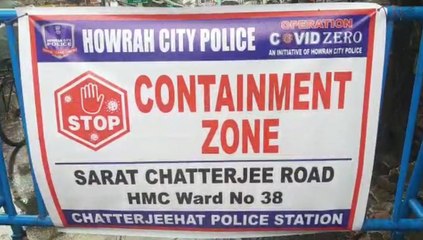 HOWRAH CITY POLICE
OPERATION
COVID ZERO
AN INITIATIVE OF HOWRAH CITY POLICE
STOP
CONTAINMENT
ZONE
SARAT CHATTERJEE ROAD
HMC Ward No 38
CHATTERJEEHAT POLICE STATION